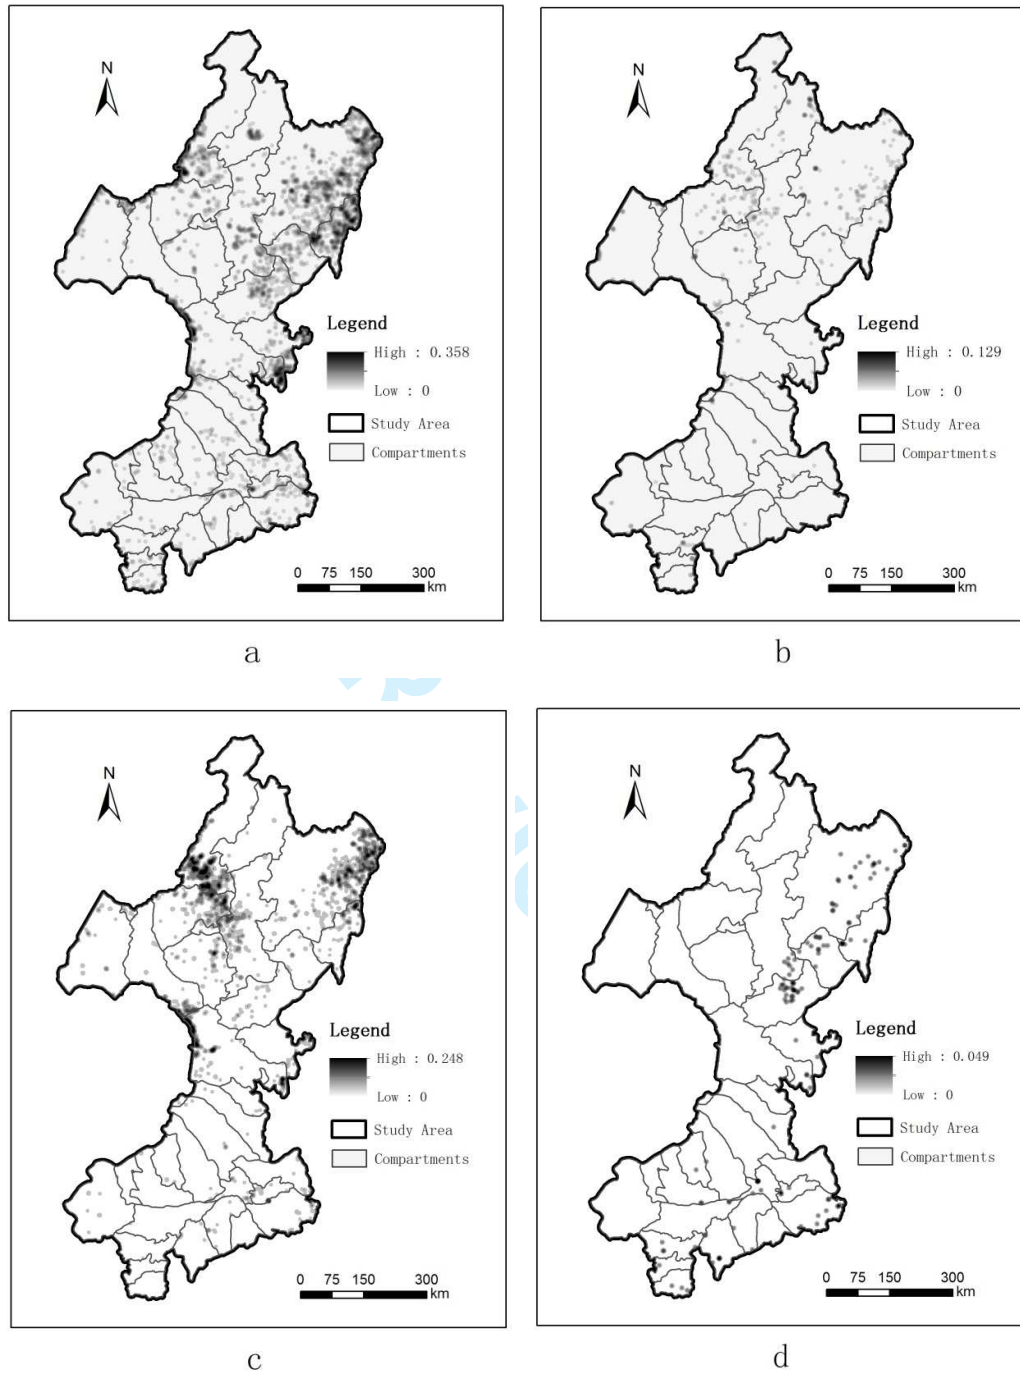 N
Legend
High : 0.358
Low : 0
Study Area
Compartments
0 75 150 300
km
a
N
Legend
High : 0.129
Low : 0
Study Area
Compartments
0 75 150 300
km
b
N
Legend
High : 0.248
Low : 0
Study Area
Compartments
0 75 150 300
km
c
N
Legend
High : 0.049
Low : 0
Study Area
Compartments
0 75 150 300
km
d